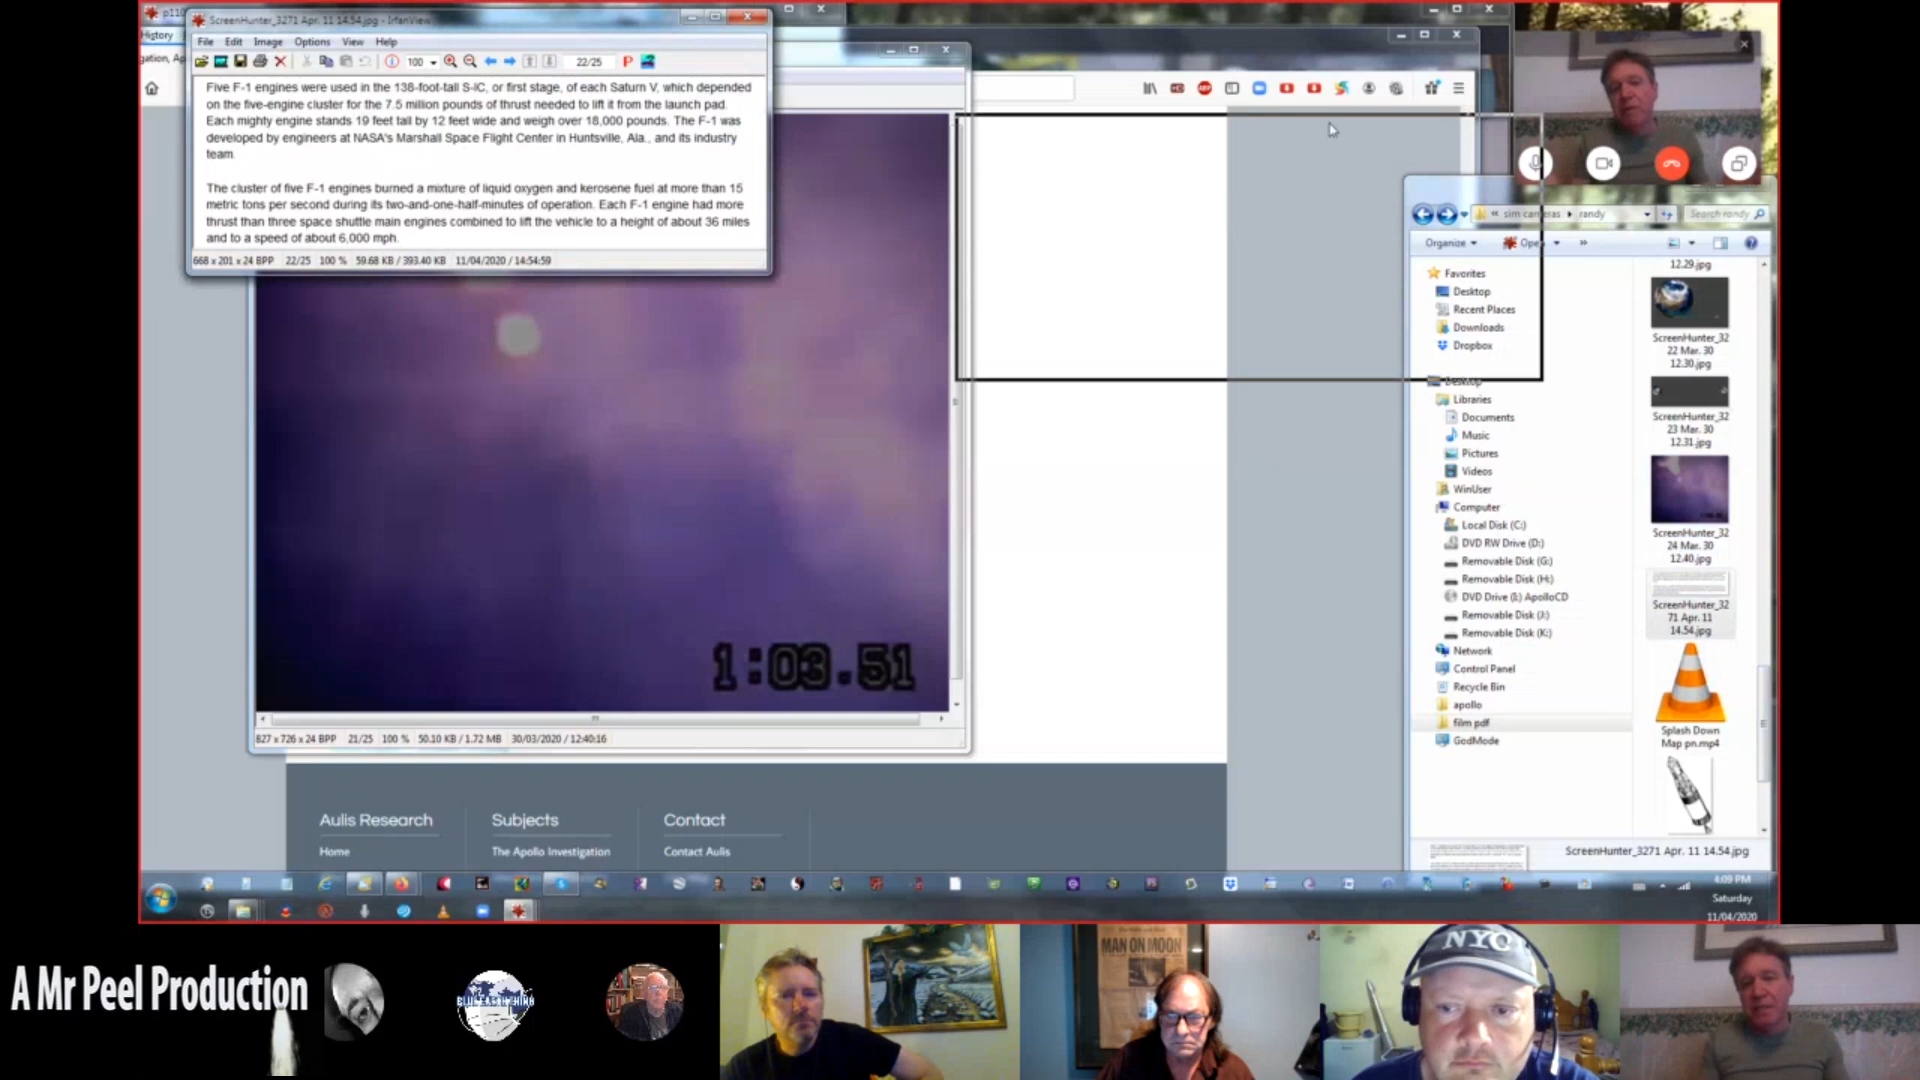 p110
ScreenHunter_3271 Apr. 11 14.54.jpg - IrfanView
History
File Edit Image Options View Help
100
22/25
P
Five F-1 engines were used in the 138-foot-tall S-IC, or first stage, of each Saturn V, which depended
on the five-engine cluster for the 7.5 million pounds of thrust needed to lift it from the launch pad.
Each mighty engine stands 19 feet tall by 12 feet wide and weigh over 18,000 pounds. The F-1 was
developed by engineers at NASA's Marshall Space Flight Center in Huntsville, Ala., and its industry
team.
The cluster of five F-1 engines burned a mixture of liquid oxygen and kerosene fuel at more than 15
metric tons per second during its two-and-one-half-minutes of operation. Each F-1 engine had more
thrust than three space shuttle main engines combined to lift the vehicle to a height of about 36 miles
and to a speed of about 6,000 mph.
668 x 201 x 24 BPP 22/25 100 % 59.68 KB / 393.40 KB 11/04/2020 / 14:54:59
1:03.51
827 x 726 x 24 BPP 21/25 100 % 50.10 KB / 1.72 MB 30/03/2020 / 12:40:16
Aulis Research Subjects Contact
Home The Apollo Investigation Contact Aulis
« sim cameras randy
Search randy
Organize
Open
Favorites
Desktop
Recent Places
Downloads
Dropbox
Desktop
Libraries
Documents
Music
Pictures
Videos
WinUser
Computer
Local Disk (C:)
DVD RW Drive (D:)
Removable Disk (G:)
Removable Disk (H:)
DVD Drive (I:) ApolloCD
Removable Disk (J:)
Removable Disk (K:)
Network
Control Panel
Recycle Bin
apollo
film pdf
GodMode
12.29.jpg
ScreenHunter_32
22 Mar. 30
12.30.jpg
ScreenHunter_32
23 Mar. 30
12.31.jpg
ScreenHunter_32
24 Mar. 30
12.40.jpg
ScreenHunter_32
71 Apr. 11
14.54.jpg
Splash Down
Map pn.mp4
ScreenHunter_3271 Apr. 11 14.54.jpg
4:09 PM
Saturday
11/04/2020
A Mr Peel Production
MAN ON MOON
NYC